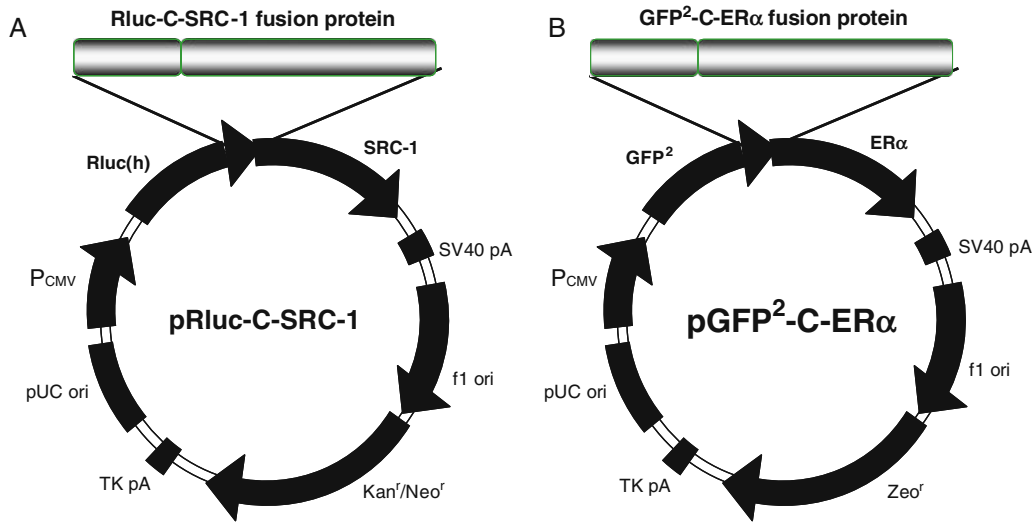 A
Rluc-C-SRC-1 fusion protein
Rluc(h)
SRC-1
SV40 pA
PCMV
pRluc-C-SRC-1
f1 ori
pUC ori
TK pA
Kanʳ/Neoʳ
B
GFP²-C-ERα fusion protein
GFP²
ERα
SV40 pA
PCMV
pGFP²-C-ERα
f1 ori
pUC ori
TK pA
Zeoʳ